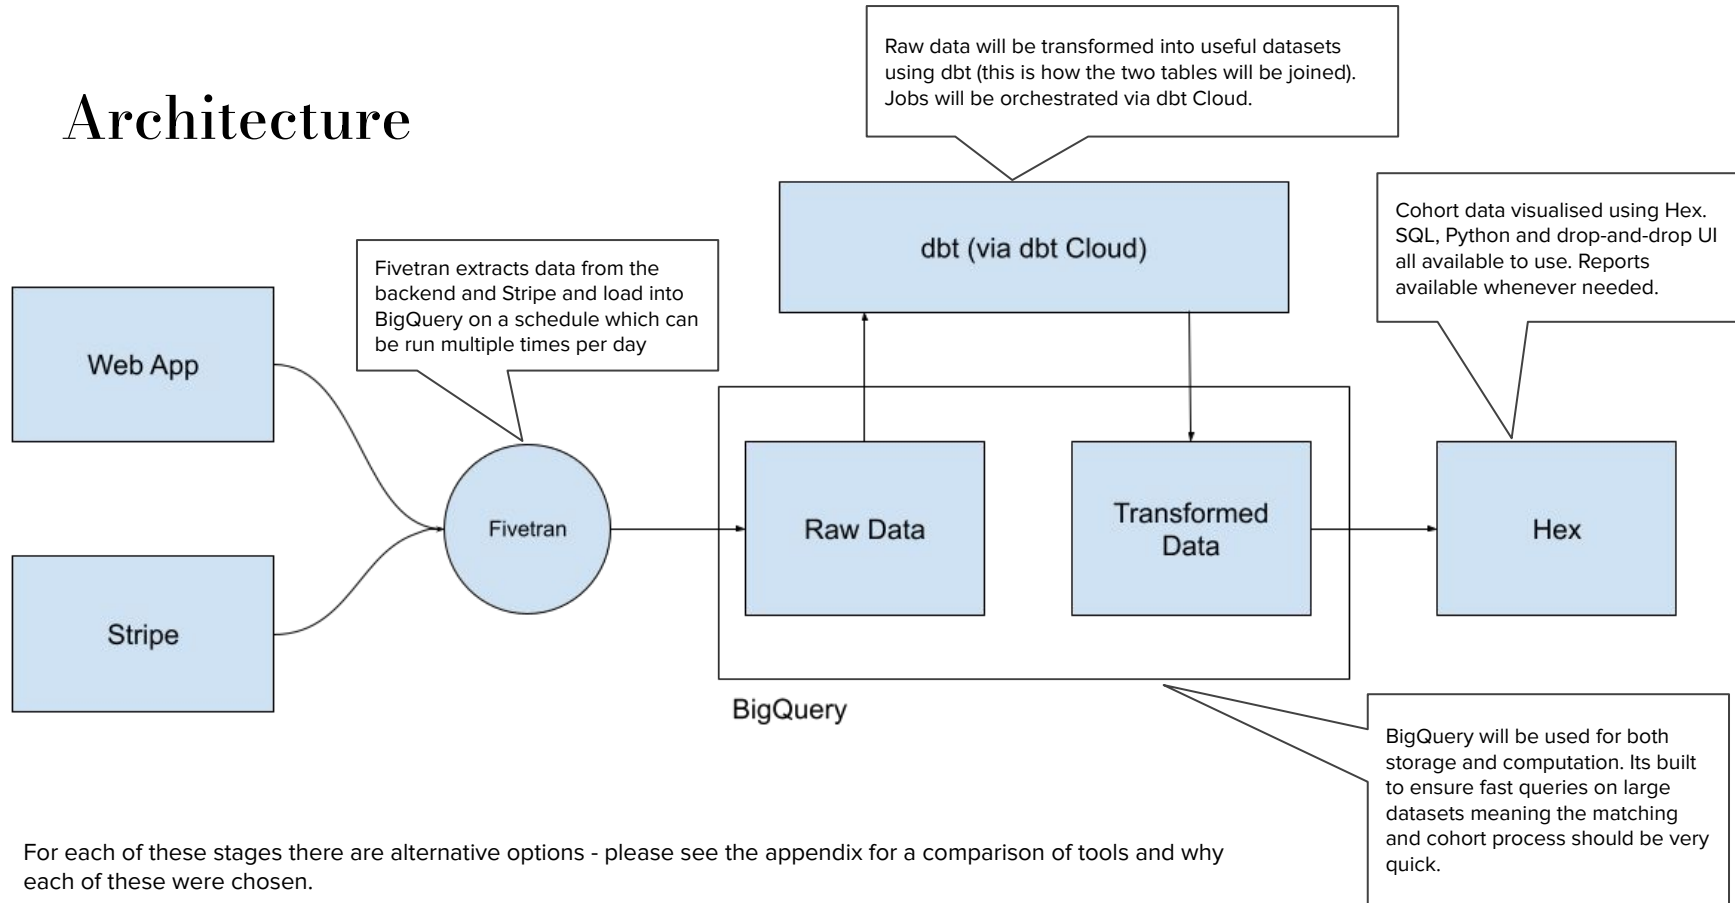 Architecture
Raw data will be transformed into useful datasets
using dbt (this is how the two tables will be joined).
Jobs will be orchestrated via dbt Cloud.
dbt (via dbt Cloud)
Cohort data visualised using Hex.
SQL, Python and drop-and-drop UI
all available to use. Reports
available whenever needed.
Fivetran extracts data from the
backend and Stripe and load into
BigQuery on a schedule which can
be run multiple times per day
Web App
Stripe
Fivetran
Raw Data
Transformed
Data
Hex
BigQuery
BigQuery will be used for both
storage and computation. Its built
to ensure fast queries on large
datasets meaning the matching
and cohort process should be very
quick.
For each of these stages there are alternative options - please see the appendix for a comparison of tools and why
each of these were chosen.